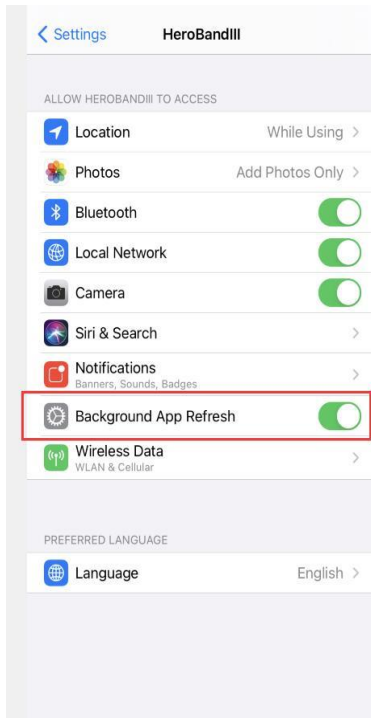 Settings
HeroBandIII
ALLOW HEROBANDIII TO ACCESS
Location While Using
Photos Add Photos Only
Bluetooth
Local Network
Camera
Siri & Search
Notifications
Banners, Sounds, Badges
Background App Refresh
Wireless Data
WLAN & Cellular
PREFERRED LANGUAGE
Language English